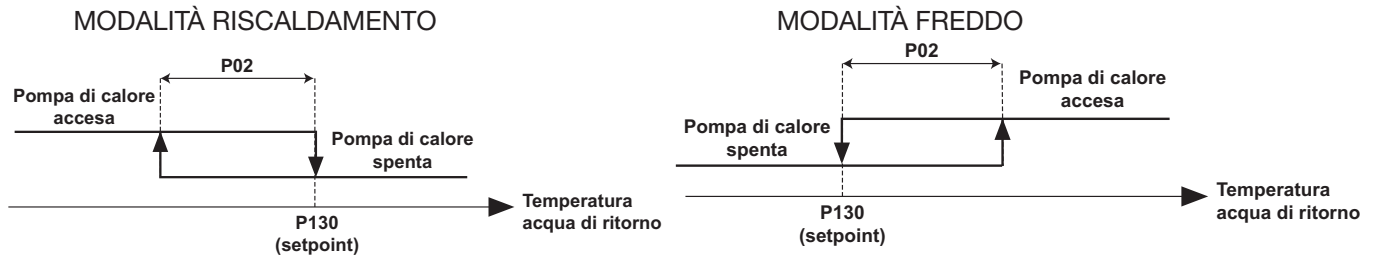 MODALITÀ RISCALDAMENTO
P02
Pompa di calore
accesa
Pompa di calore
spenta
Temperatura
acqua di ritorno
P130
(setpoint)
MODALITÀ FREDDO
P02
Pompa di calore
accesa
Pompa di calore
spenta
Temperatura
acqua di ritorno
P130
(setpoint)